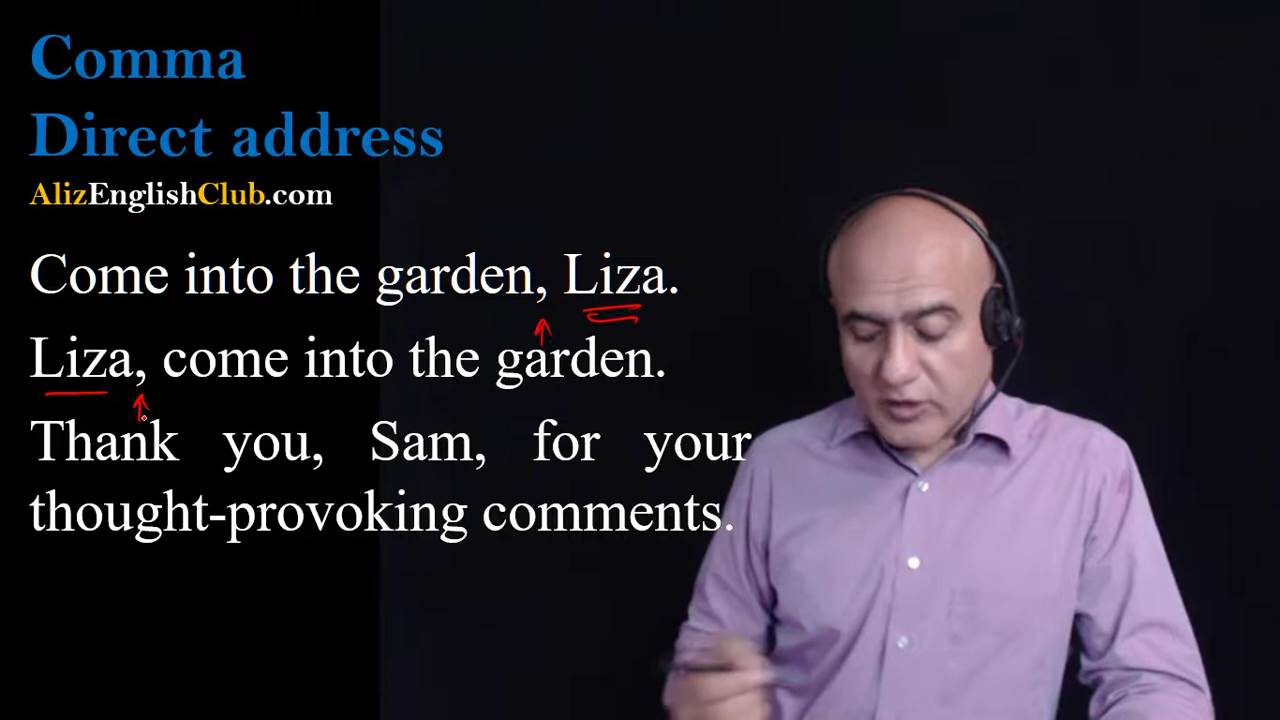 Comma
Direct address
AlizEnglishClub.com
Come into the garden, Liza.
Liza, come into the garden.
Thank you, Sam, for your
thought-provoking comments.